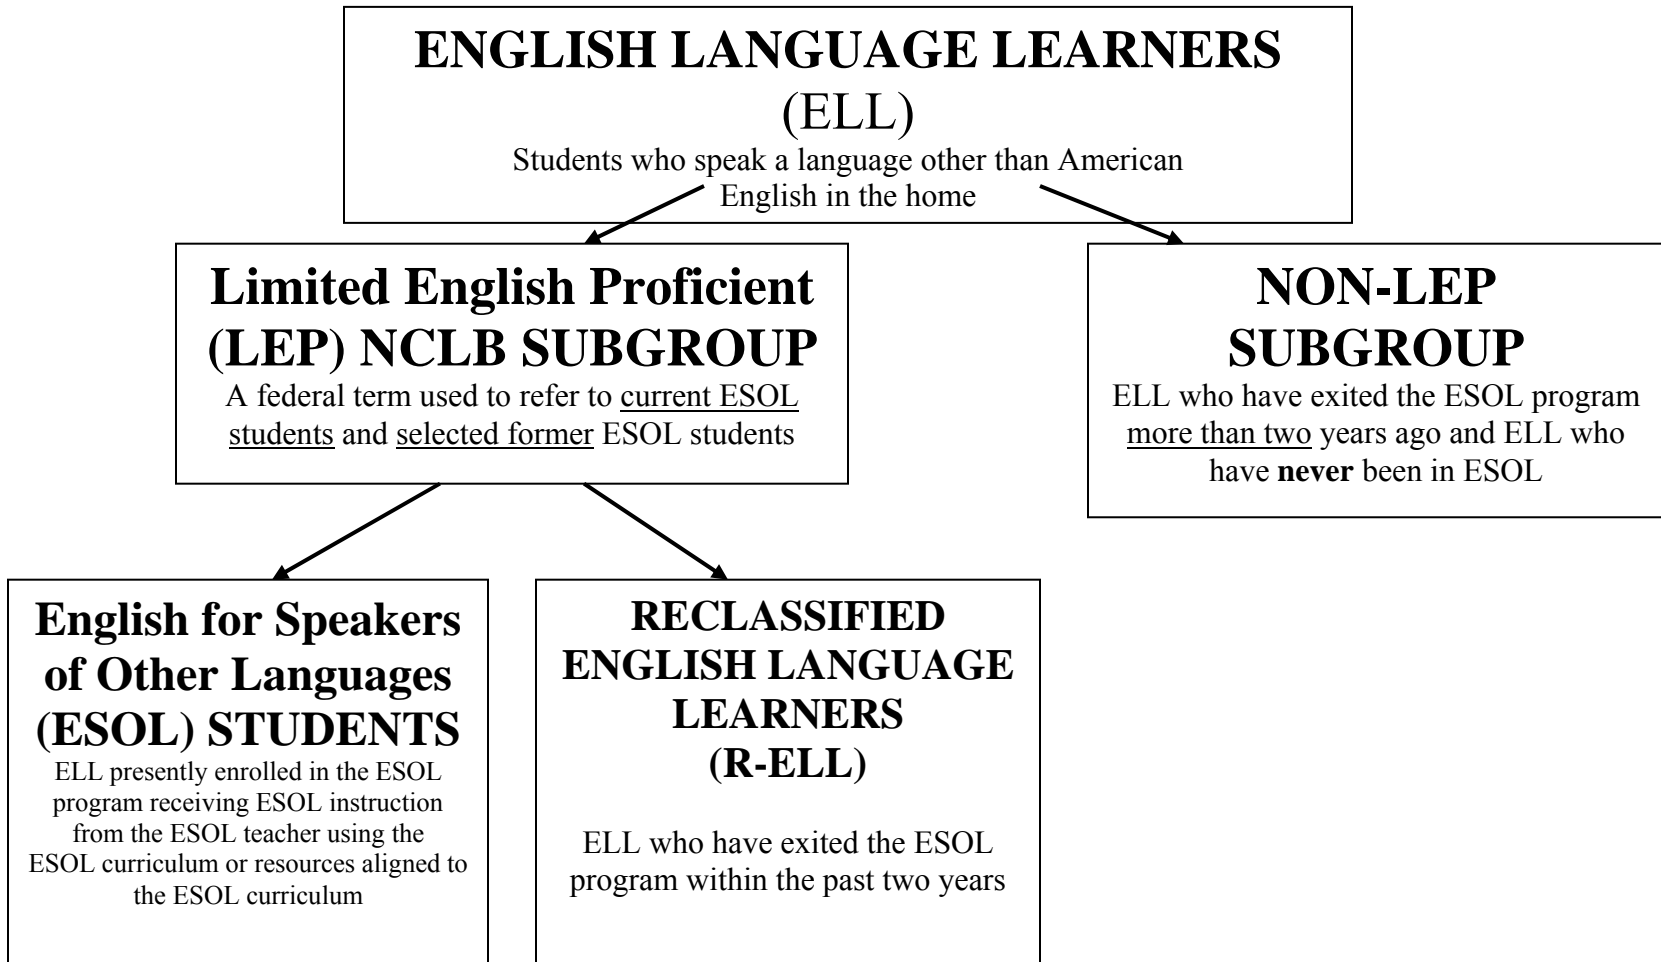 ENGLISH LANGUAGE LEARNERS
(ELL)
Students who speak a language other than American
English in the home
Limited English Proficient
(LEP) NCLB SUBGROUP
A federal term used to refer to current ESOL
students and selected former ESOL students
NON-LEP
SUBGROUP
ELL who have exited the ESOL program
more than two years ago and ELL who
have never been in ESOL
English for Speakers
of Other Languages
(ESOL) STUDENTS
ELL presently enrolled in the ESOL
program receiving ESOL instruction
from the ESOL teacher using the
ESOL curriculum or resources aligned to
the ESOL curriculum
RECLASSIFIED
ENGLISH LANGUAGE
LEARNERS
(R-ELL)
ELL who have exited the ESOL
program within the past two years